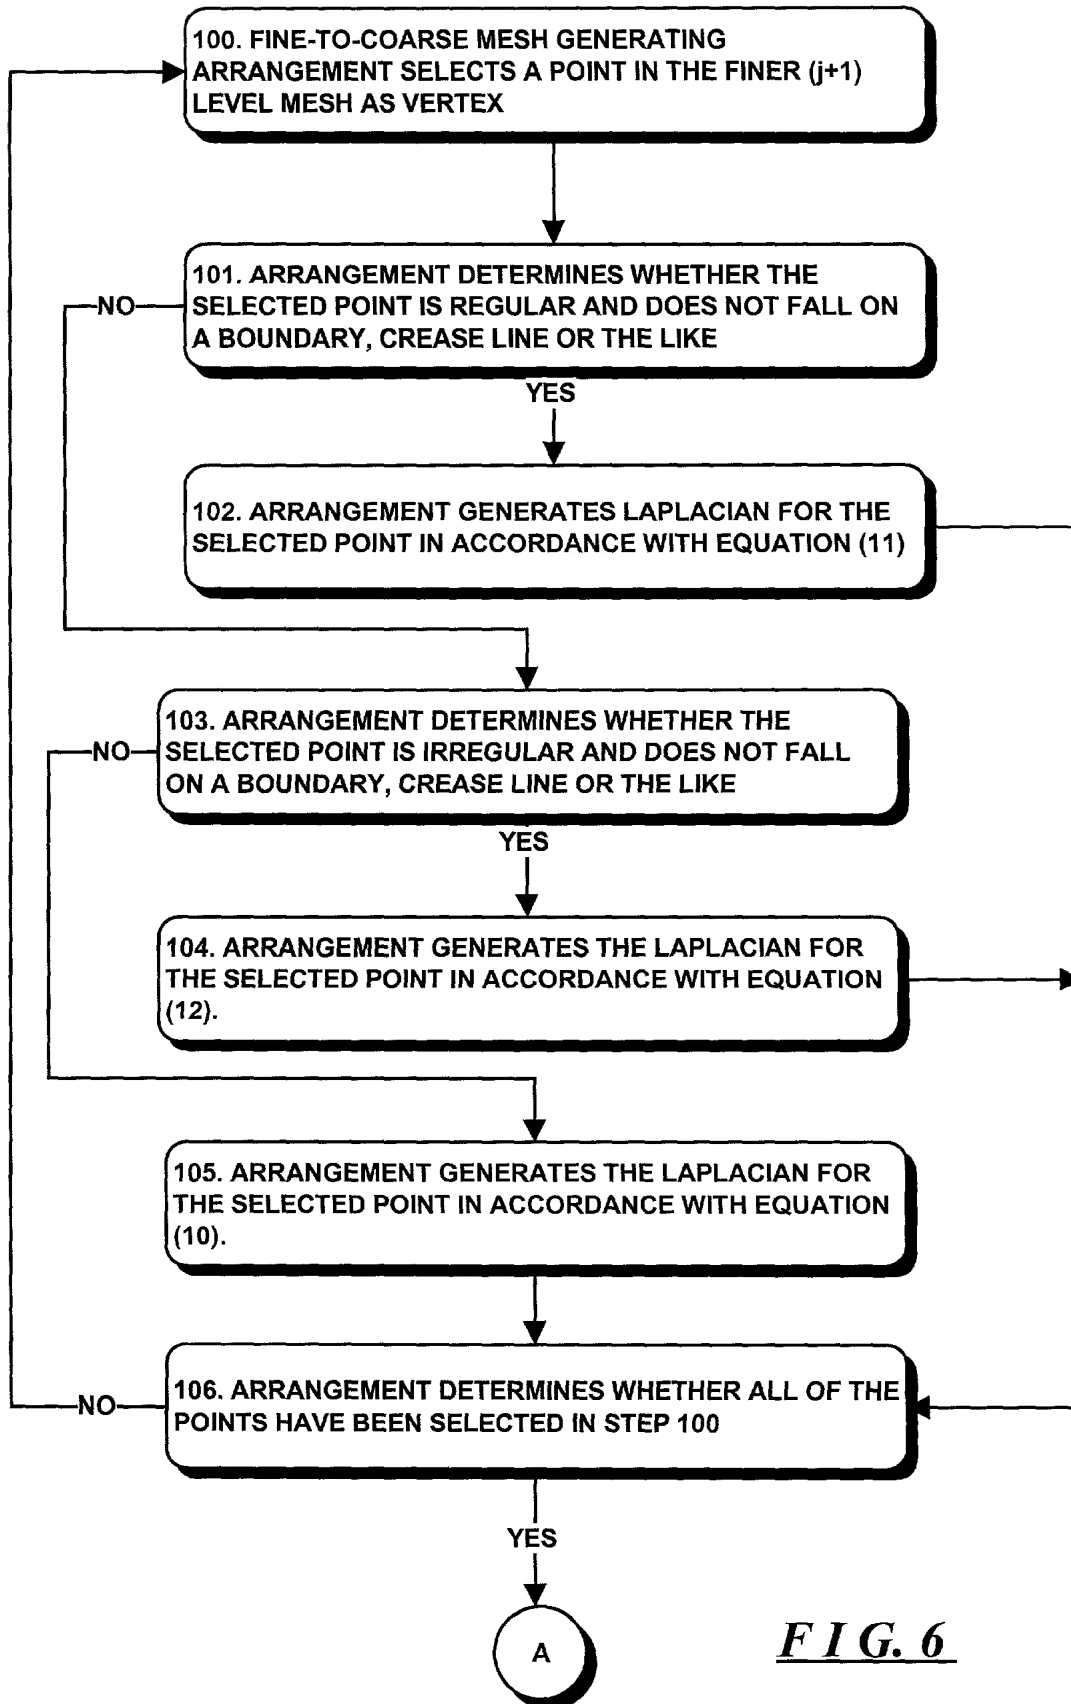 100. FINE-TO-COARSE MESH GENERATING
ARRANGEMENT SELECTS A POINT IN THE FINER (j+1)
LEVEL MESH AS VERTEX
101. ARRANGEMENT DETERMINES WHETHER THE
SELECTED POINT IS REGULAR AND DOES NOT FALL ON
A BOUNDARY, CREASE LINE OR THE LIKE
NO
YES
102. ARRANGEMENT GENERATES LAPLACIAN FOR THE
SELECTED POINT IN ACCORDANCE WITH EQUATION (11)
103. ARRANGEMENT DETERMINES WHETHER THE
SELECTED POINT IS IRREGULAR AND DOES NOT FALL
ON A BOUNDARY, CREASE LINE OR THE LIKE
NO
YES
104. ARRANGEMENT GENERATES THE LAPLACIAN FOR
THE SELECTED POINT IN ACCORDANCE WITH EQUATION
(12).
105. ARRANGEMENT GENERATES THE LAPLACIAN FOR
THE SELECTED POINT IN ACCORDANCE WITH EQUATION
(10).
106. ARRANGEMENT DETERMINES WHETHER ALL OF THE
POINTS HAVE BEEN SELECTED IN STEP 100
NO
YES
A
F I G. 6